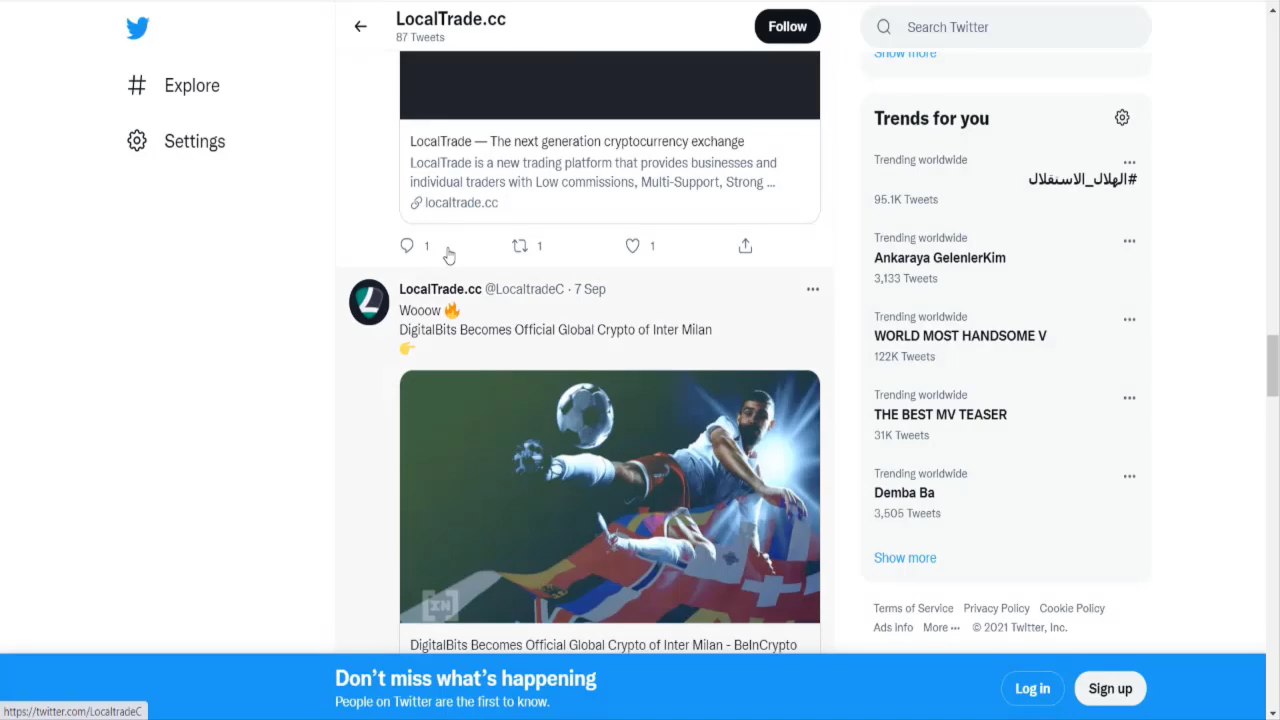 LocalTrade.cc
87 Tweets
Follow
Search Twitter
Explore
Settings
LocalTrade — The next generation cryptocurrency exchange
LocalTrade is a new trading platform that provides businesses and
individual traders with Low commissions, Multi-Support, Strong ...
localtrade.cc
1 1 1
LocalTrade.cc @LocaltradeC · 7 Sep
Wooow 🔥
DigitalBits Becomes Official Global Crypto of Inter Milan
👉
IN
DigitalBits Becomes Official Global Crypto of Inter Milan - BeInCrypto
Show more
Trends for you
Trending worldwide
#الهلال_الاستقلال
95.1K Tweets
Trending worldwide
Ankaraya GelenlerKim
3,133 Tweets
Trending worldwide
WORLD MOST HANDSOME V
122K Tweets
Trending worldwide
THE BEST MV TEASER
31K Tweets
Trending worldwide
Demba Ba
3,505 Tweets
Show more
Terms of Service Privacy Policy Cookie Policy
Ads info More ··· © 2021 Twitter, Inc.
Don't miss what's happening
People on Twitter are the first to know.
Log in
Sign up
https://twitter.com/LocaltradeC